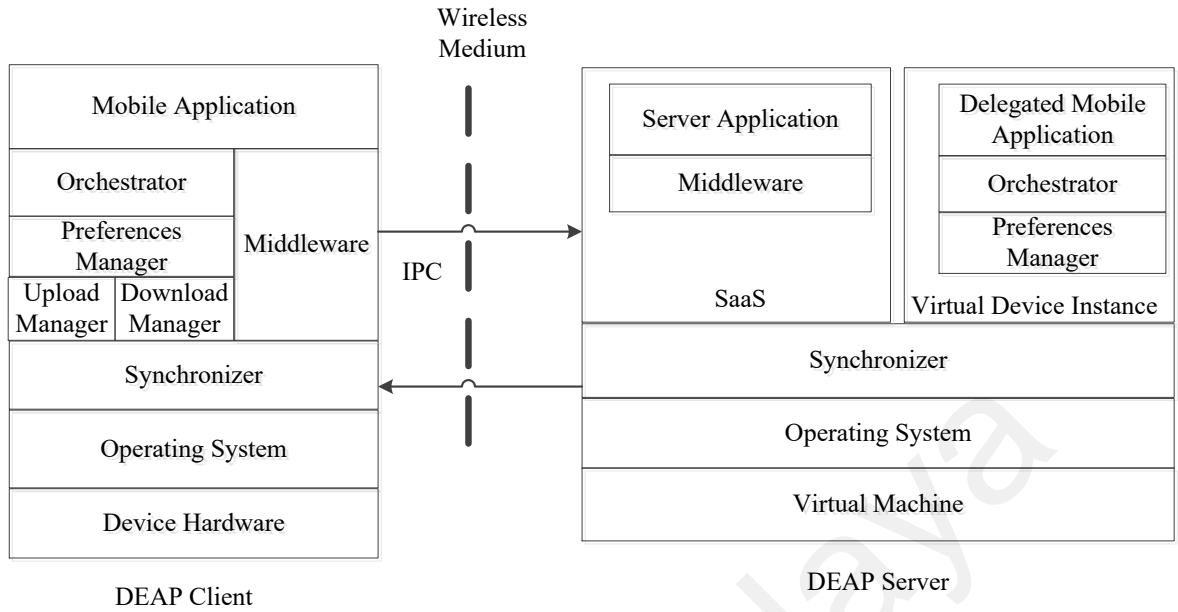 Wireless
Medium
Mobile Application
Orchestrator
Preferences
Manager
Upload
Manager
Download
Manager
Middleware
Synchronizer
Operating System
Device Hardware
DEAP Client
IPC
Server Application
Middleware
SaaS
Delegated Mobile
Application
Orchestrator
Preferences
Manager
Virtual Device Instance
Synchronizer
Operating System
Virtual Machine
DEAP Server